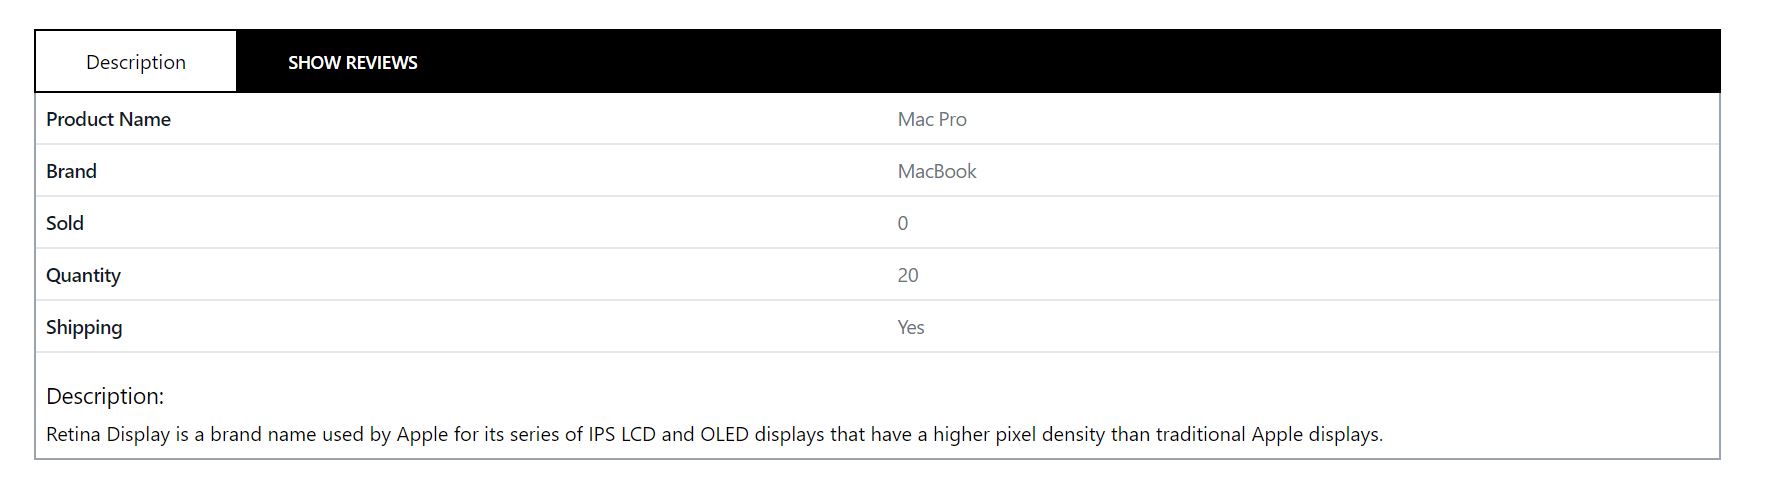 Description SHOW REVIEWS
Product Name Mac Pro
Brand MacBook
Sold 0
Quantity 20
Shipping Yes
Description:
Retina Display is a brand name used by Apple for its series of IPS LCD and OLED displays that have a higher pixel density than traditional Apple displays.